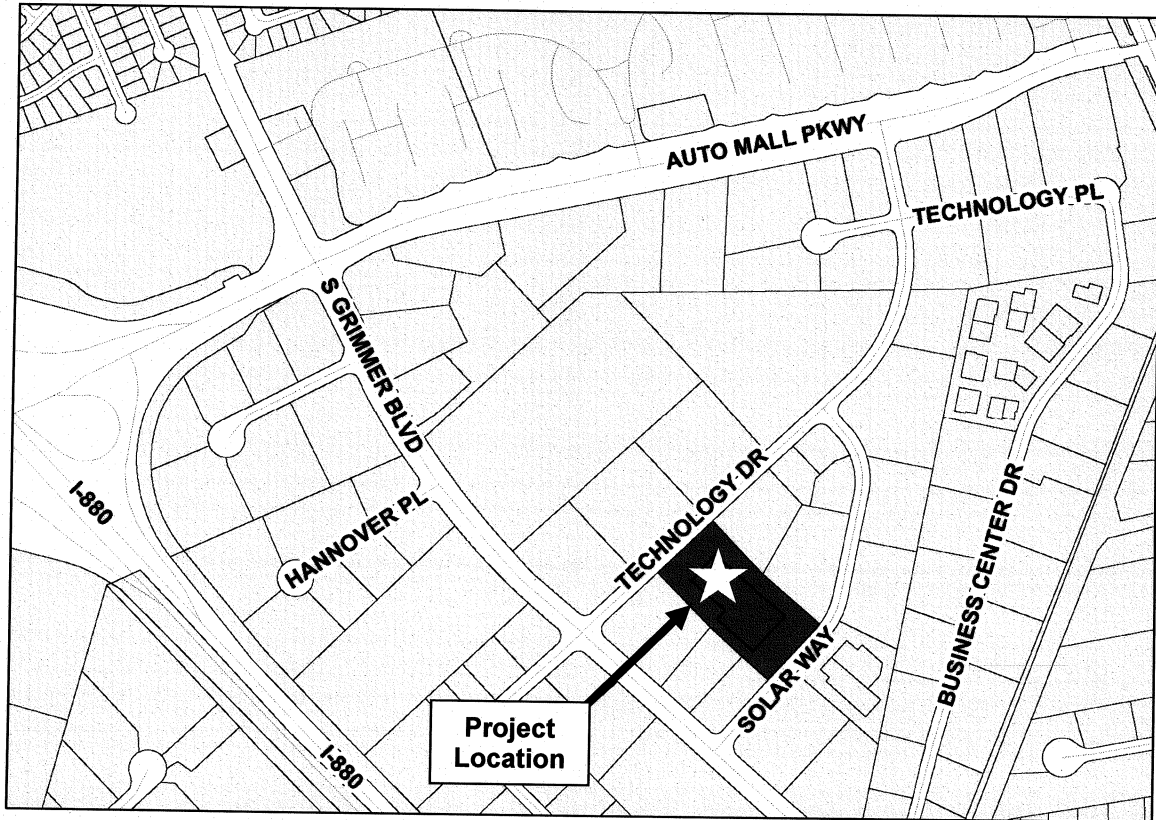 AUTO MALL PKWY
TECHNOLOGY PL
S GRIMMER BLVD
I-880
HANNOVER PL
TECHNOLOGY DR
BUSINESS CENTER DR
SOLAR WAY
Project
Location
I-880